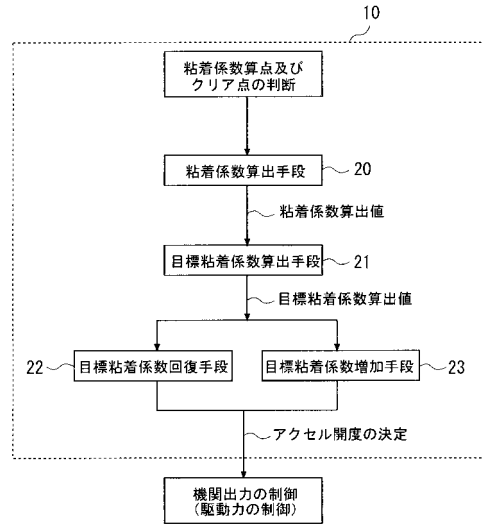 10
粘着係数算点及び
クリア点の判断
粘着係数算出手段
20
粘着係数算出値
目標粘着係数算出手段
21
目標粘着係数算出値
22
目標粘着係数回復手段
目標粘着係数増加手段
23
アクセル開度の決定
機関出力の制御
(駆動力の制御)